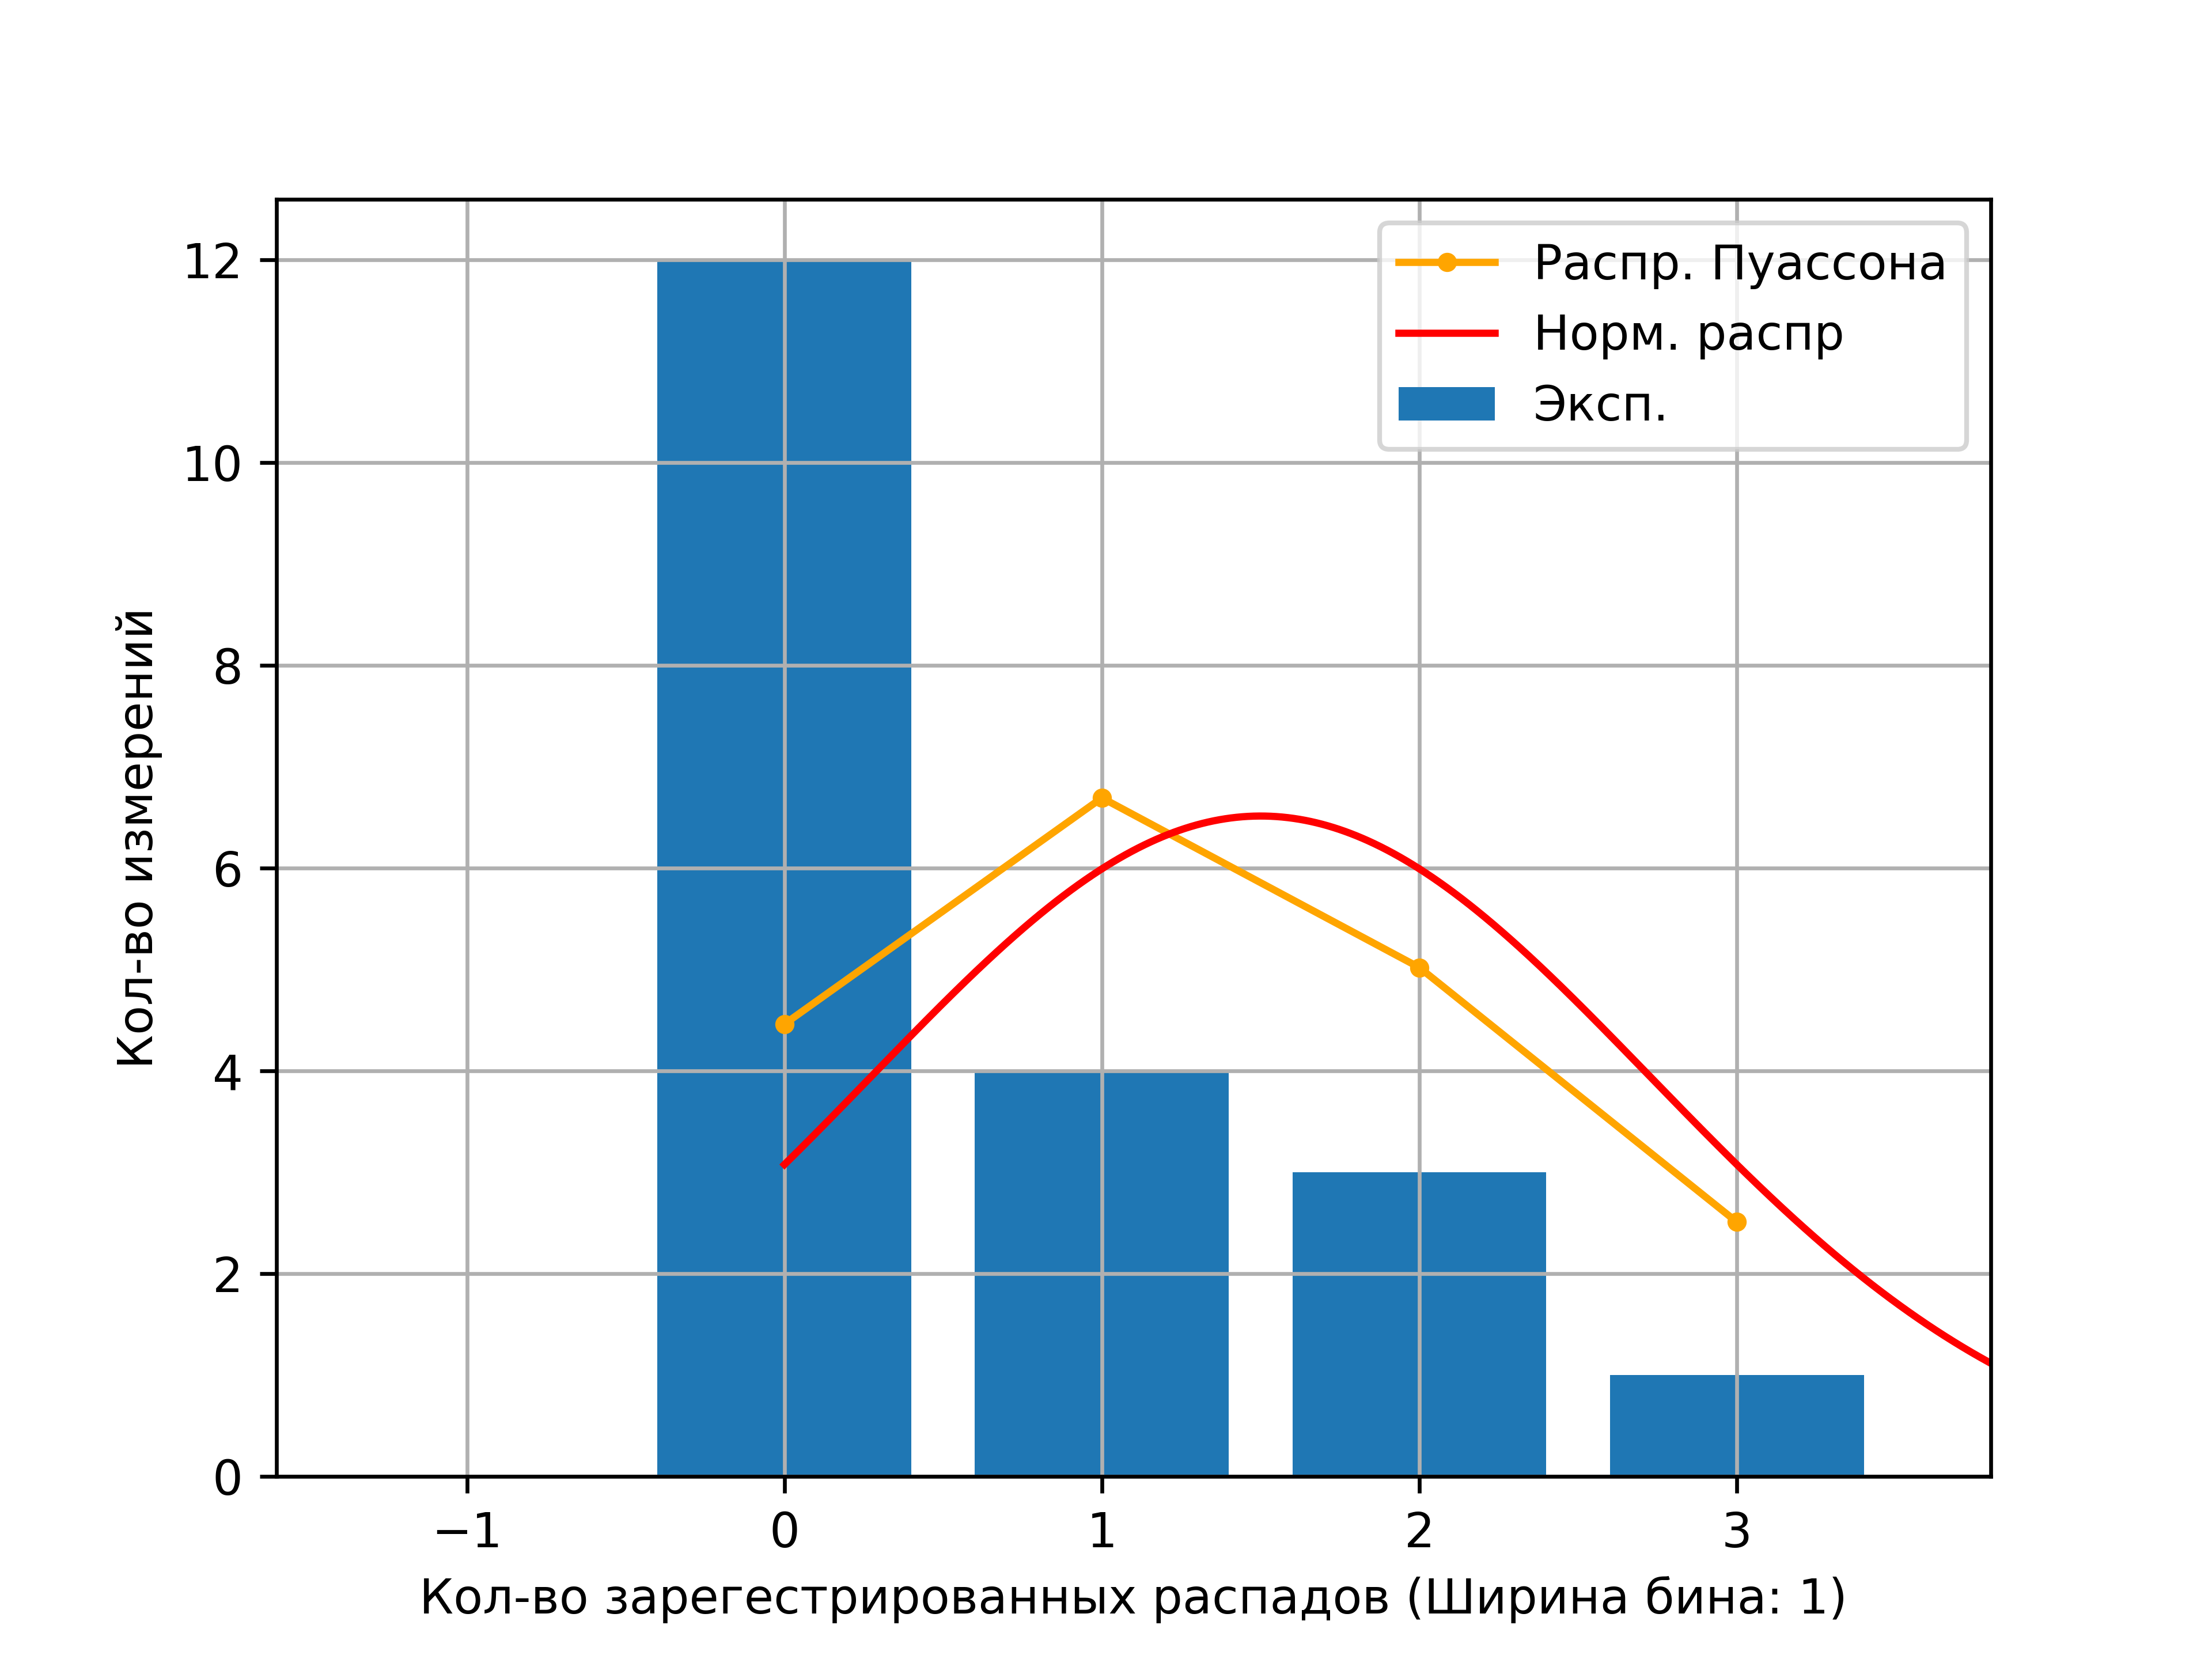 Распр. Пуассона
Норм. распр
Эксп.
12
10
8
6
4
2
0
Кол-во измерений
−1 0 1 2 3
Кол-во зарегестрированных распадов (Ширина бина: 1)